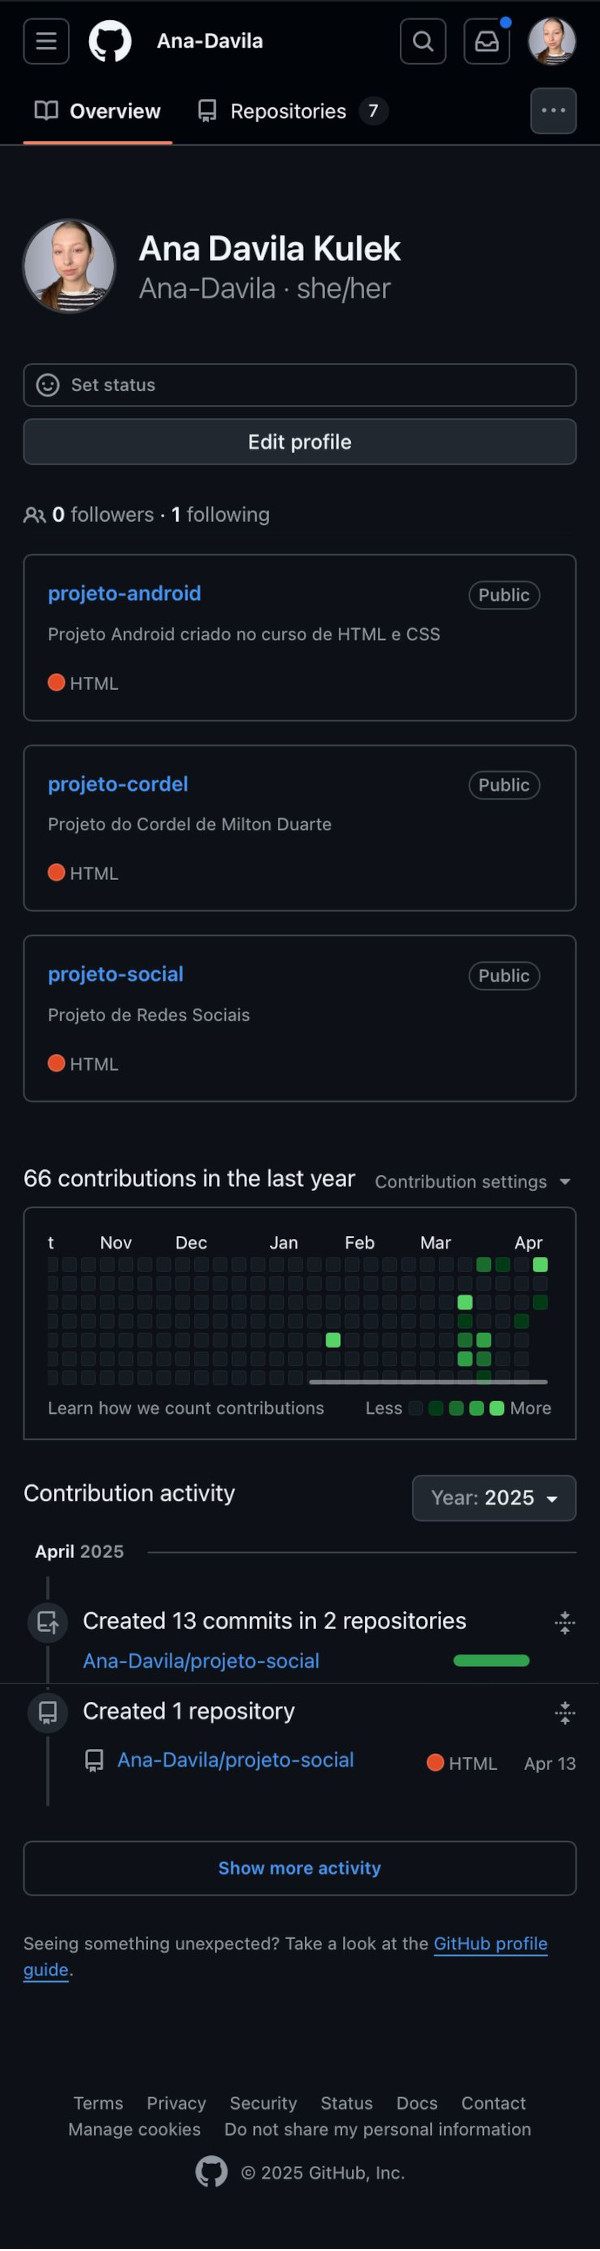 Ana-Davila
Overview Repositories 7
Ana Davila Kulek
Ana-Davila · she/her
Set status
Edit profile
0 followers · 1 following
projeto-android Public
Projeto Android criado no curso de HTML e CSS
HTML
projeto-cordel Public
Projeto do Cordel de Milton Duarte
HTML
projeto-social Public
Projeto de Redes Sociais
HTML
66 contributions in the last year Contribution settings
t Nov Dec Jan Feb Mar Apr
Learn how we count contributions Less More
Contribution activity Year: 2025
April 2025
Created 13 commits in 2 repositories
Ana-Davila/projeto-social
Created 1 repository
Ana-Davila/projeto-social HTML Apr 13
Show more activity
Seeing something unexpected? Take a look at the GitHub profile
guide.
Terms Privacy Security Status Docs Contact
Manage cookies Do not share my personal information
© 2025 GitHub, Inc.